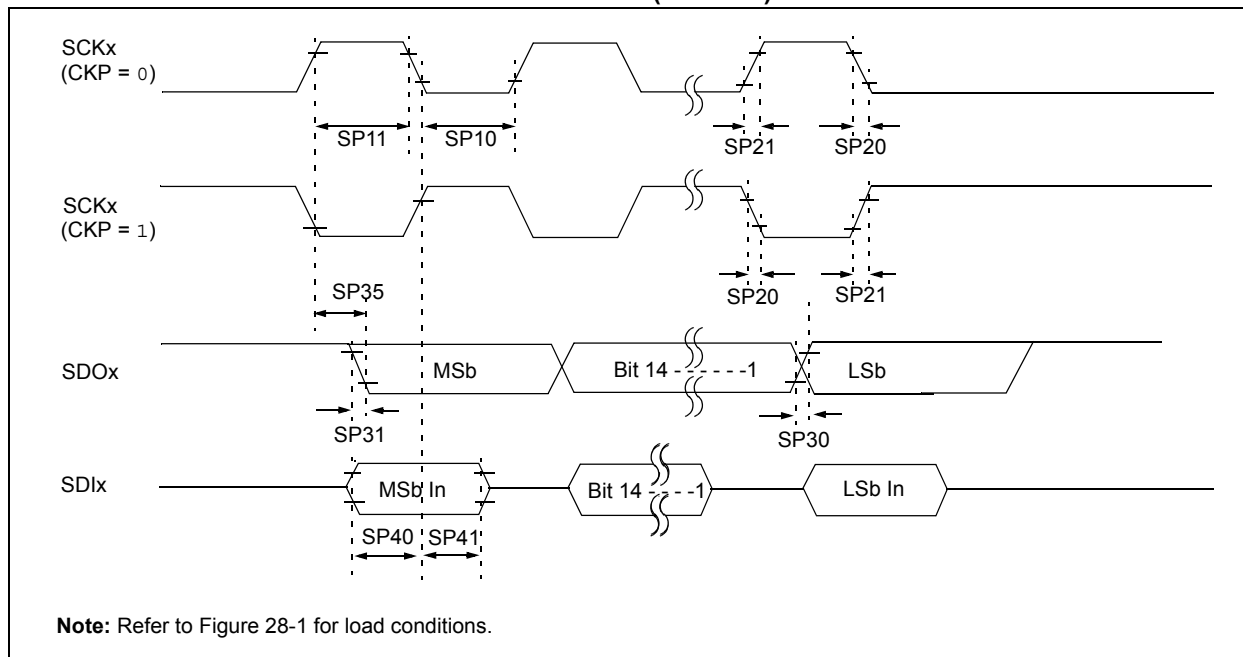 SCKx
(CKP = 0)
SP11
SP10
SP21
SP20
SCKx
(CKP = 1)
SP35
SP20
SP21
SDOx
MSb
Bit 14 - - - - - -1
LSb
SP31
SP30
SDIx
MSb In
Bit 14 - - - - -1
LSb In
SP40
SP41
Note: Refer to Figure 28-1 for load conditions.